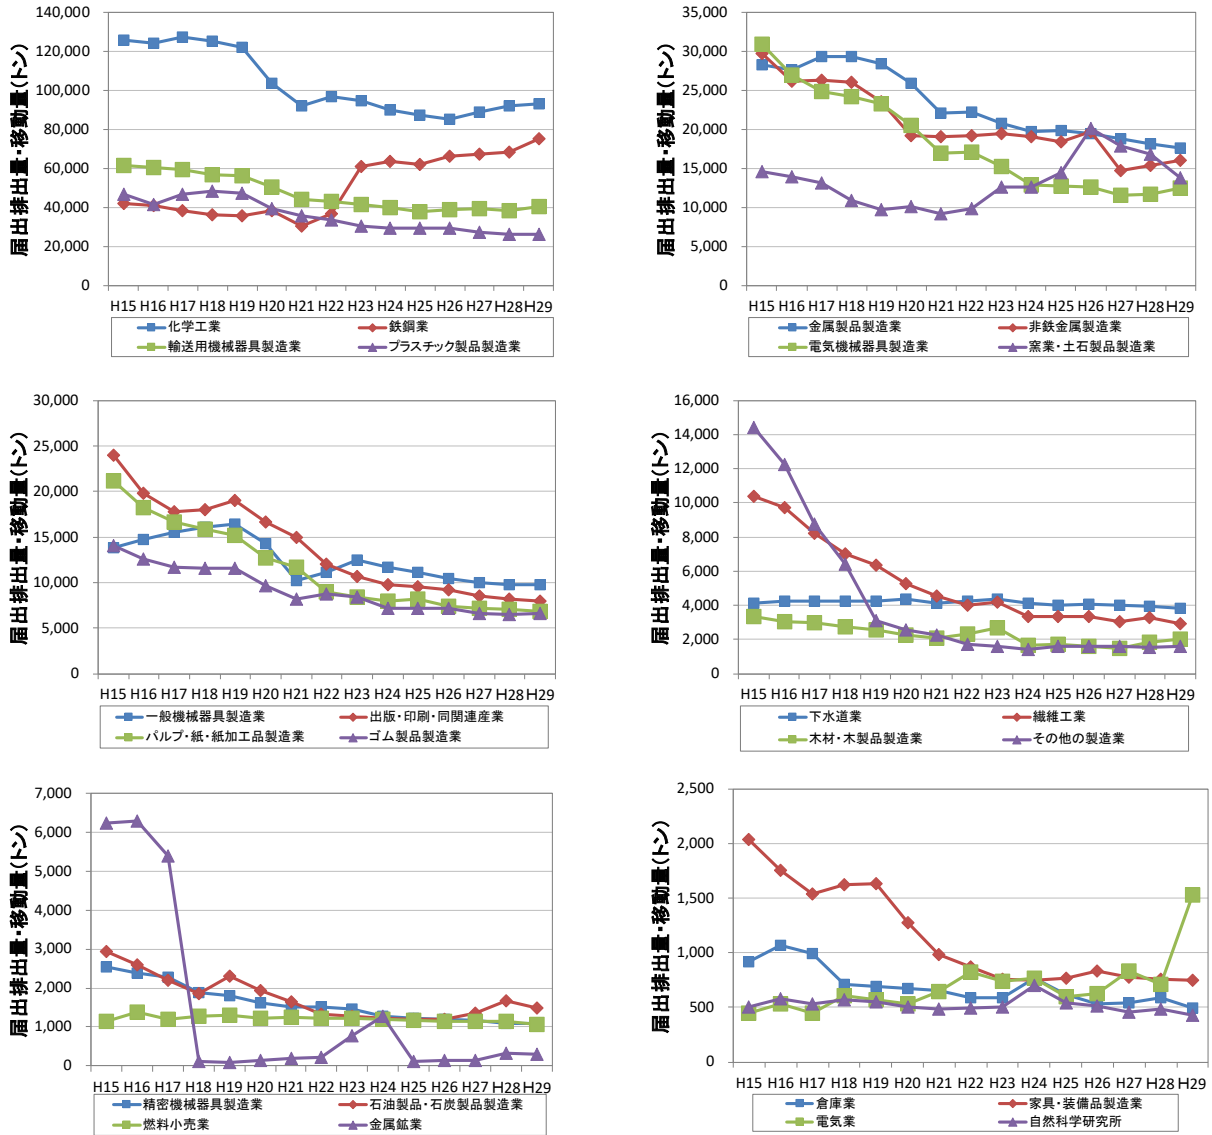 届出排出量・移動量(トン)
140,000
120,000
100,000
80,000
60,000
40,000
20,000
0
H15 H16 H17 H18 H19 H20 H21 H22 H23 H24 H25 H26 H27 H28 H29
化学工業 鉄鋼業
輸送用機械器具製造業 プラスチック製品製造業
届出排出量・移動量(トン)
35,000
30,000
25,000
20,000
15,000
10,000
5,000
0
H15 H16 H17 H18 H19 H20 H21 H22 H23 H24 H25 H26 H27 H28 H29
金属製品製造業 非鉄金属製造業
電気機械器具製造業 窯業・土石製品製造業
届出排出量・移動量(トン)
30,000
25,000
20,000
15,000
10,000
5,000
0
H15 H16 H17 H18 H19 H20 H21 H22 H23 H24 H25 H26 H27 H28 H29
一般機械器具製造業 出版・印刷・同関連産業
パルプ・紙・紙加工品製造業 ゴム製品製造業
届出排出量・移動量(トン)
16,000
14,000
12,000
10,000
8,000
6,000
4,000
2,000
0
H15 H16 H17 H18 H19 H20 H21 H22 H23 H24 H25 H26 H27 H28 H29
下水道業 繊維工業
木材・木製品製造業 その他の製造業
届出排出量・移動量(トン)
7,000
6,000
5,000
4,000
3,000
2,000
1,000
0
H15 H16 H17 H18 H19 H20 H21 H22 H23 H24 H25 H26 H27 H28 H29
精密機械器具製造業 石油製品・石炭製品製造業
燃料小売業 金属鉱業
届出排出量・移動量(トン)
2,500
2,000
1,500
1,000
500
0
H15 H16 H17 H18 H19 H20 H21 H22 H23 H24 H25 H26 H27 H28 H29
倉庫業 家具・装備品製造業
電気業 自然科学研究所